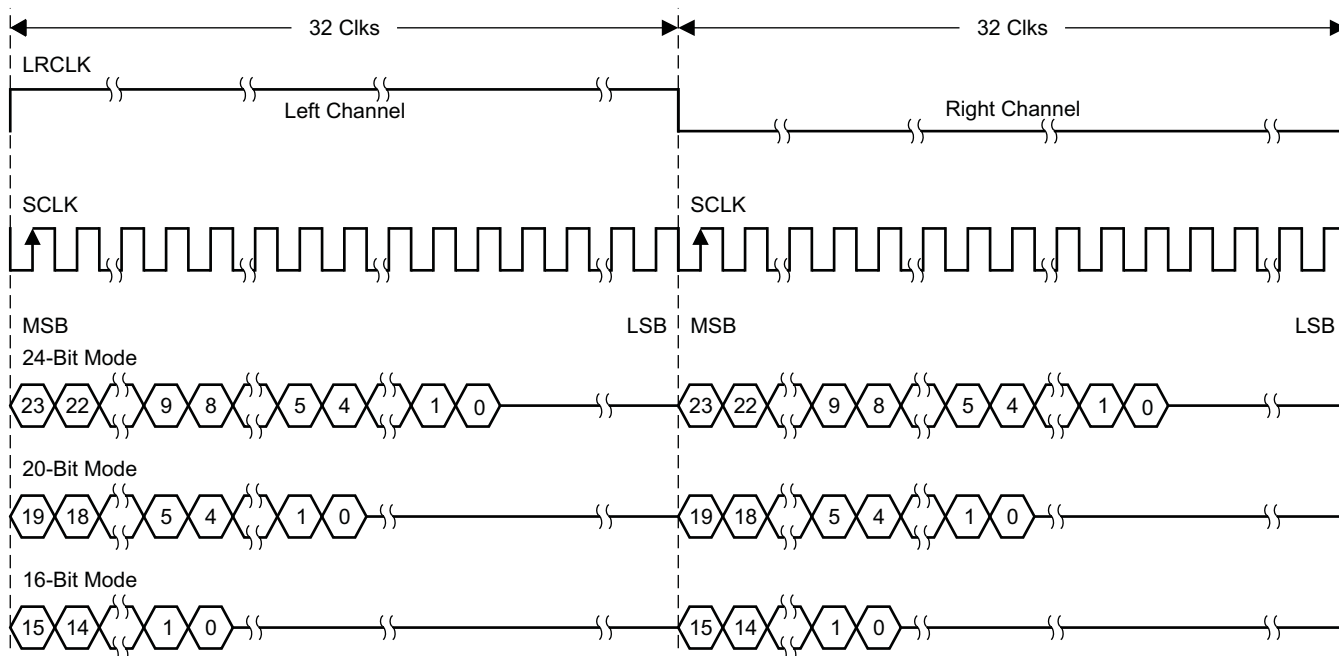 32 Clks 32 Clks
LRCLK
Left Channel Right Channel
SCLK SCLK
MSB LSB MSB LSB
24-Bit Mode
23 22 9 8 5 4 1 0 23 22 9 8 5 4 1 0
20-Bit Mode
19 18 5 4 1 0 19 18 5 4 1 0
16-Bit Mode
15 14 1 0 15 14 1 0